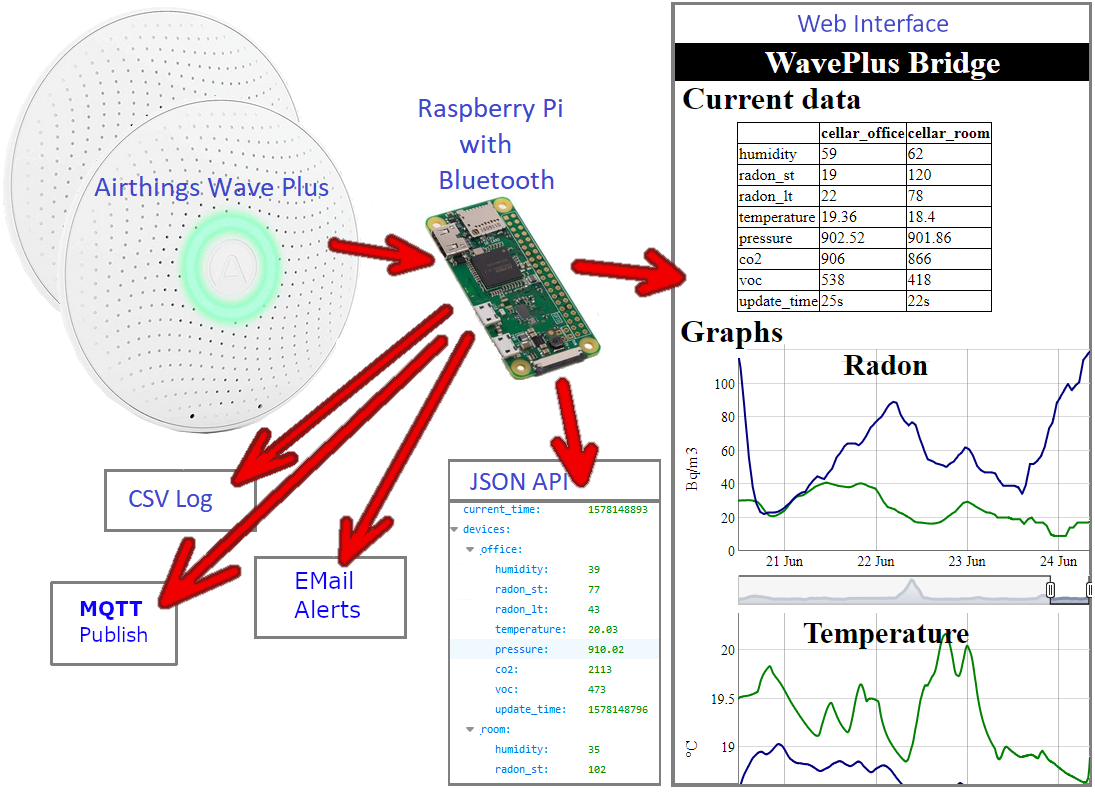 Airthings Wave Plus
Raspberry Pi
with
Bluetooth
CSV Log
MQTT
Publish
EMail
Alerts
JSON API
current_time: 1578148893
devices:
_office:
humidity: 39
radon_st: 77
radon_lt: 43
temperature: 20.03
pressure: 910.02
co2: 2113
voc: 473
update_time: 1578148796
_room:
humidity: 35
radon_st: 102
Web Interface
WavePlus Bridge
Current data
cellar_office cellar_room
humidity 59 62
radon_st 19 120
radon_lt 22 78
temperature 19.36 18.4
pressure 902.52 901.86
co2 906 866
voc 538 418
update_time 25s 22s
Graphs
Radon
Bq/m3
100
80
60
40
20
0
21 Jun 22 Jun 23 Jun 24 Jun
Temperature
°C
20
19.5
19